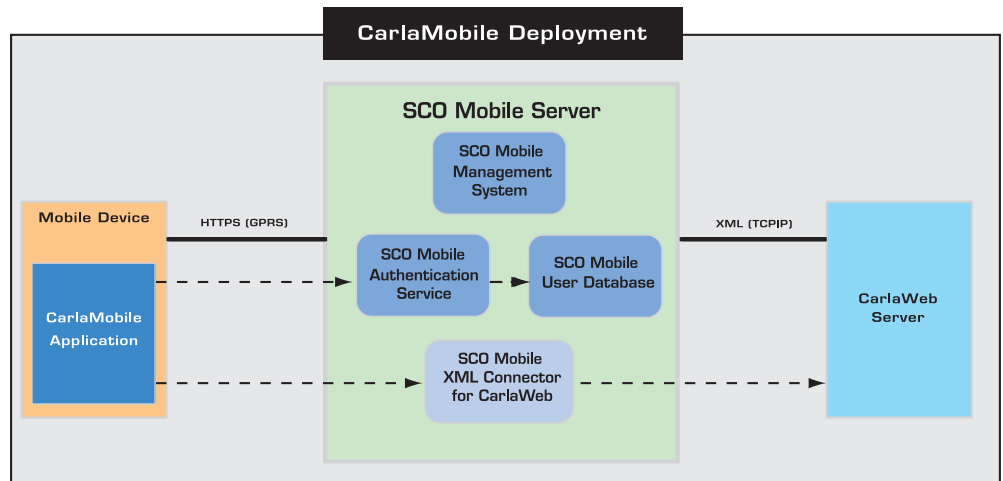 CarlaMobile Deployment
SCO Mobile Server
SCO Mobile
Management
System
Mobile Device
HTTPS (GPRS)
XML (TCPIP)
SCO Mobile
Authentication
Service
SCO Mobile
User Database
CarlaMobile
Application
CarlaWeb
Server
SCO Mobile
XML Connector
for CarlaWeb